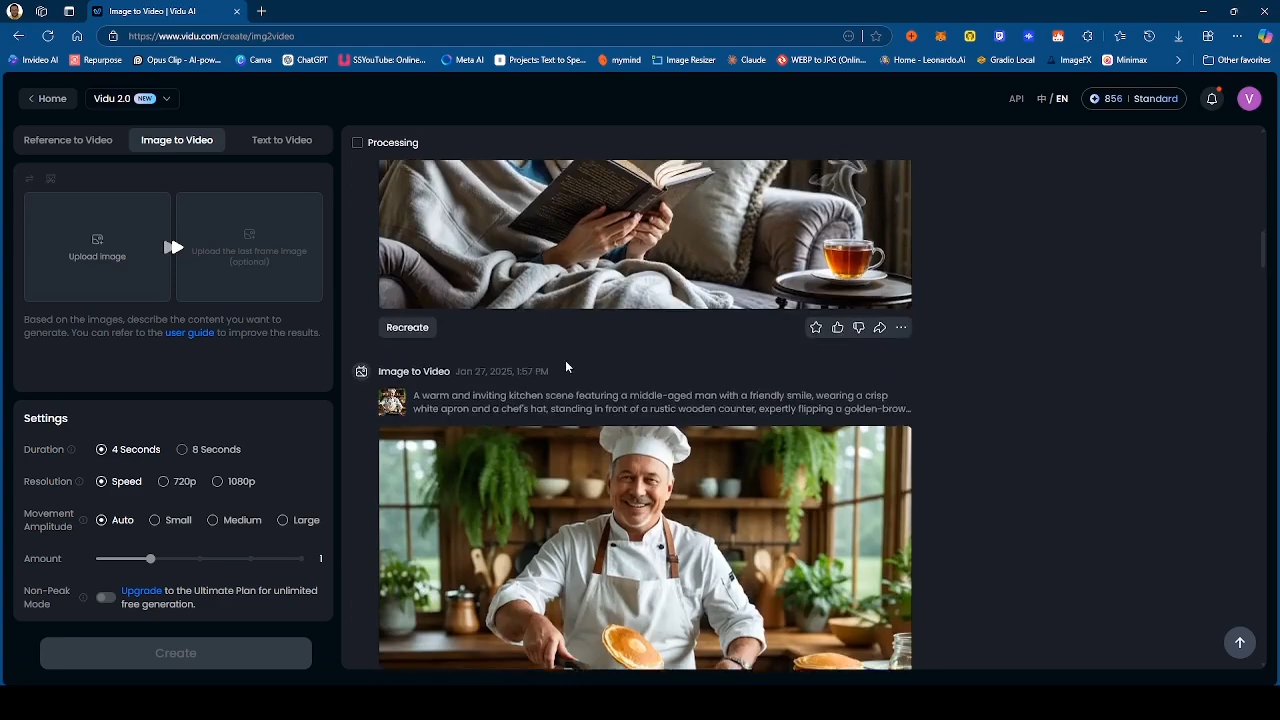 Image to Video | Vidu AI
https://www.vidu.com/create/img2video
Invideo AI
Repurpose
Opus Clip - AI-pow...
Canva
ChatGPT
SSYouTube: Online...
Meta AI
Projects: Text to Spe...
mymind
Image Resizer
Claude
WEBP to JPG (Onlin...
Home - Leonardo.Ai
Gradio Local
ImageFX
Minimax
Other favorites
Home
Vidu 2.0 NEW
API
中 / EN
856 | Standard
V
Reference to Video
Image to Video
Text to Video
Processing
Upload image
Upload the last frame image
(optional)
Based on the images, describe the content you want to
generate. You can refer to the user guide to improve the results.
Recreate
Image to Video Jan 27, 2025, 1:57 PM
A warm and inviting kitchen scene featuring a middle-aged man with a friendly smile, wearing a crisp
white apron and a chef's hat, standing in front of a rustic wooden counter, expertly flipping a golden-brow...
Settings
Duration
4 Seconds
8 Seconds
Resolution
Speed
720p
1080p
Movement
Amplitude
Auto
Small
Medium
Large
Amount
1
Non-Peak
Mode
Upgrade to the Ultimate Plan for unlimited
free generation.
Create